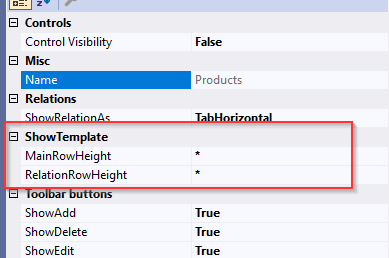 Controls
Control Visibility False
Misc
Name Products
Relations
ShowRelationAs TabHorizontal
ShowTemplate
MainRowHeight *
RelationRowHeight *
Toolbar buttons
ShowAdd True
ShowDelete True
ShowEdit True